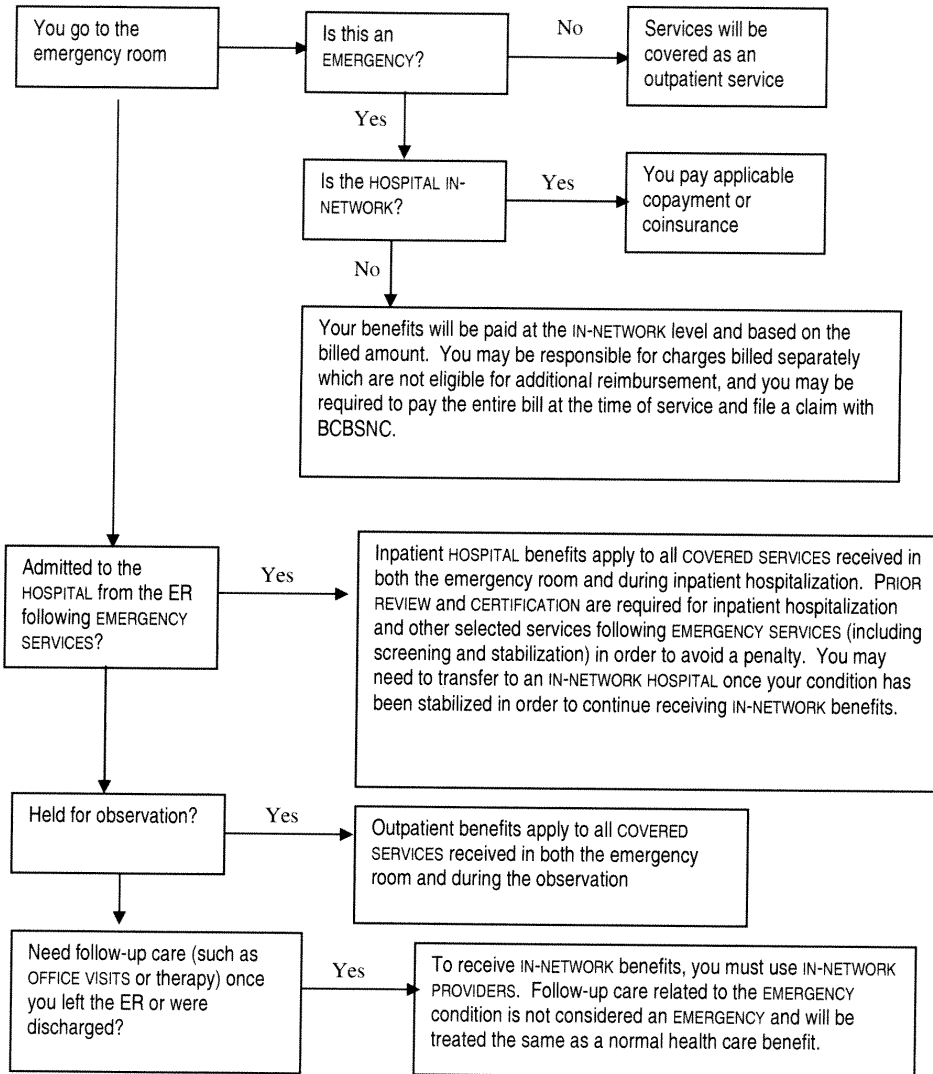 You go to the
emergency room
Is this an
EMERGENCY?
No
Services will be
covered as an
outpatient service
Yes
Is the HOSPITAL IN-
NETWORK?
Yes
You pay applicable
copayment or
coinsurance
No
Your benefits will be paid at the IN-NETWORK level and based on the
billed amount. You may be responsible for charges billed separately
which are not eligible for additional reimbursement, and you may be
required to pay the entire bill at the time of service and file a claim with
BCBSNC.
Admitted to the
HOSPITAL from the ER
following EMERGENCY
SERVICES?
Yes
Inpatient HOSPITAL benefits apply to all COVERED SERVICES received in
both the emergency room and during inpatient hospitalization. PRIOR
REVIEW and CERTIFICATION are required for inpatient hospitalization
and other selected services following EMERGENCY SERVICES (including
screening and stabilization) in order to avoid a penalty. You may
need to transfer to an IN-NETWORK HOSPITAL once your condition has
been stabilized in order to continue receiving IN-NETWORK benefits.
Held for observation?
Yes
Outpatient benefits apply to all COVERED
SERVICES received in both the emergency
room and during the observation
Need follow-up care (such as
OFFICE VISITS or therapy) once
you left the ER or were
discharged?
Yes
To receive IN-NETWORK benefits, you must use IN-NETWORK
PROVIDERS. Follow-up care related to the EMERGENCY
condition is not considered an EMERGENCY and will be
treated the same as a normal health care benefit.